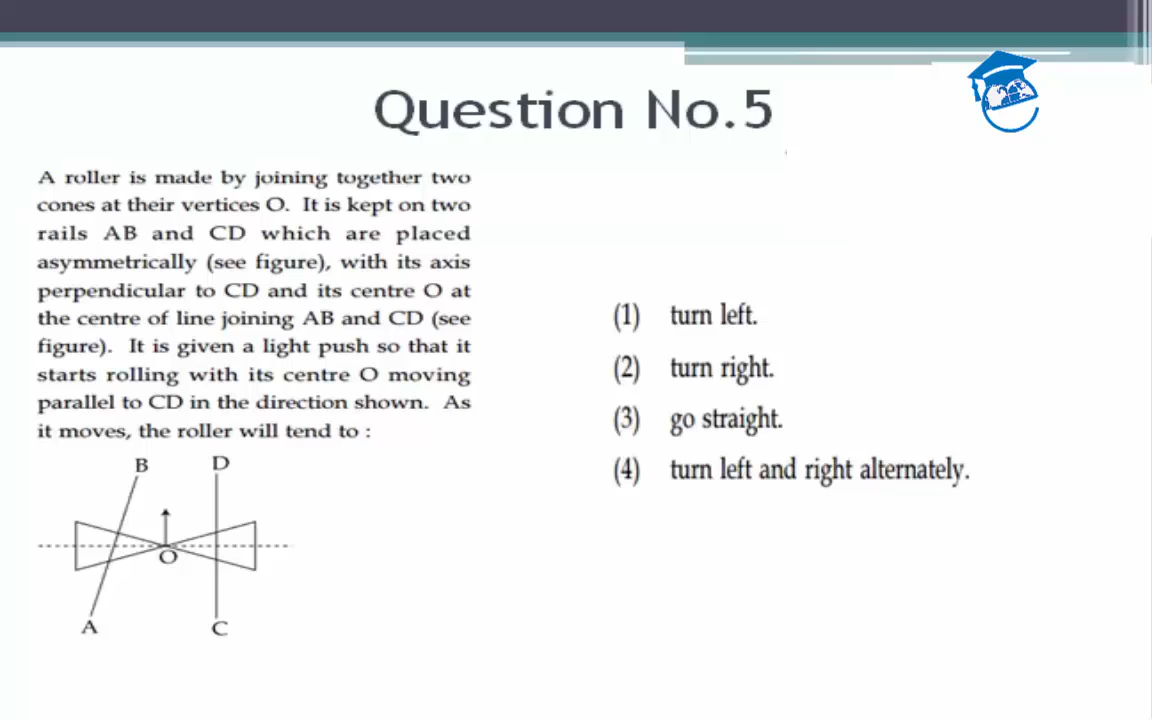 Question No.5
A roller is made by joining together two
cones at their vertices O. It is kept on two
rails AB and CD which are placed
asymmetrically (see figure), with its axis
perpendicular to CD and its centre O at
the centre of line joining AB and CD (see
figure). It is given a light push so that it
starts rolling with its centre O moving
parallel to CD in the direction shown. As
it moves, the roller will tend to :
(1) turn left.
(2) turn right.
(3) go straight.
(4) turn left and right alternately.
B D
O
A C